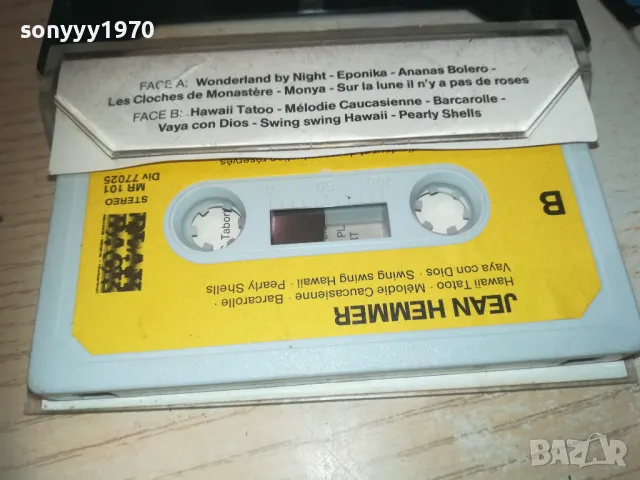 sonyyy1970
FACE A: Wonderland by Night - Eponika - Ananas Bolero -
Les Cloches de Monastère - Monya - Sur la lune il n'y a pas de roses
FACE B: Hawaii Tatoo - Mélodie Caucasienne - Barcarolle -
Vaya con Dios - Swing swing Hawaii - Pearly Shells
STEREO
MR 101
Div 77025
B
JEAN HEMMER
Hawaii Tatoo · Mélodie Caucasienne · Barcarolle ·
Vaya con Dios · Swing swing Hawaii · Pearly Shells
BAZAR